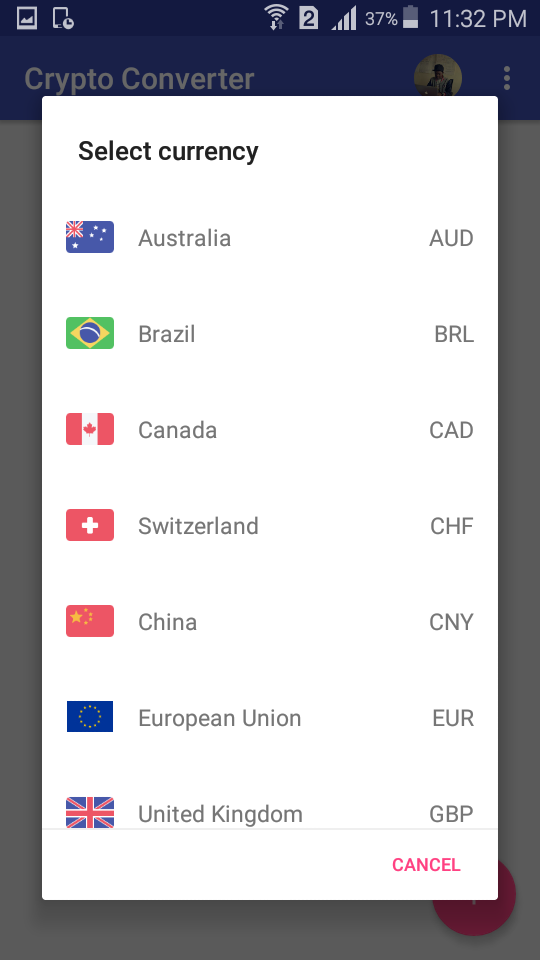 2 37% 11:32 PM
Crypto Converter
Select currency
Australia AUD
Brazil BRL
Canada CAD
Switzerland CHF
China CNY
European Union EUR
United Kingdom GBP
CANCEL